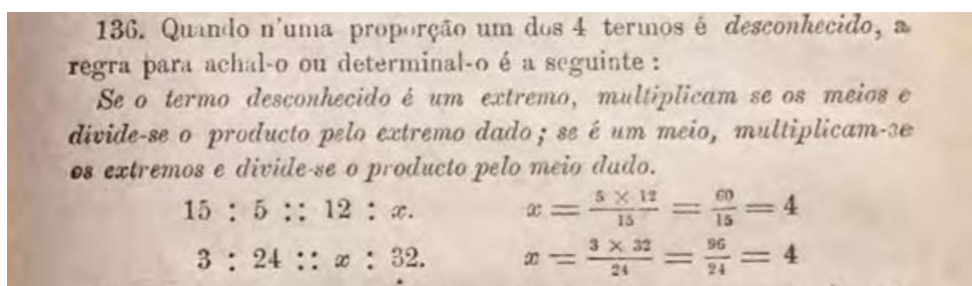 136. Quando n'uma proporção um dos 4 termos é desconhecido, a
regra para achal-o ou determinal-o é a seguinte :
Se o termo desconhecido é um extremo, multiplicam se os meios e
divide-se o producto pelo extremo dado ; se é um meio, multiplicam-se
os extremos e divide-se o producto pelo meio dado.
15 : 5 :: 12 : x. x = 5 × 12 / 15 = 60 / 15 = 4
3 : 24 :: x : 32. x = 3 × 32 / 24 = 96 / 24 = 4